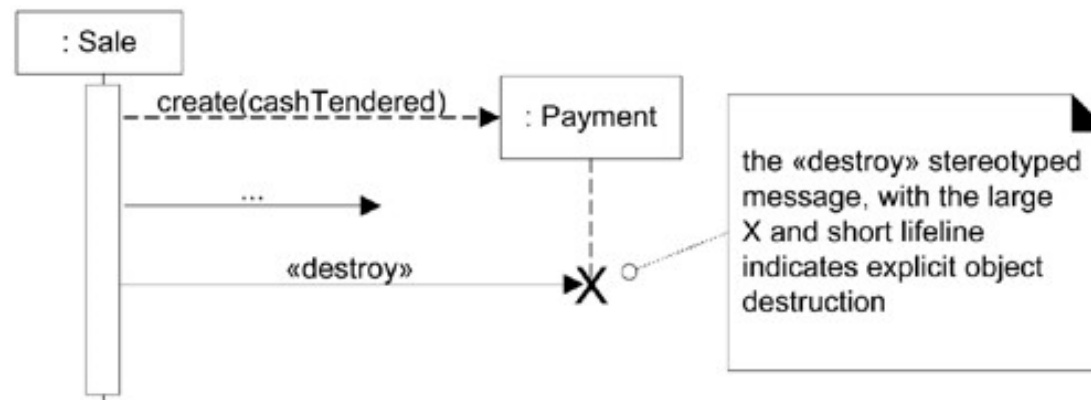 : Sale
create(cashTendered)
: Payment
...
«destroy»
X
the «destroy» stereotyped
message, with the large
X and short lifeline
indicates explicit object
destruction